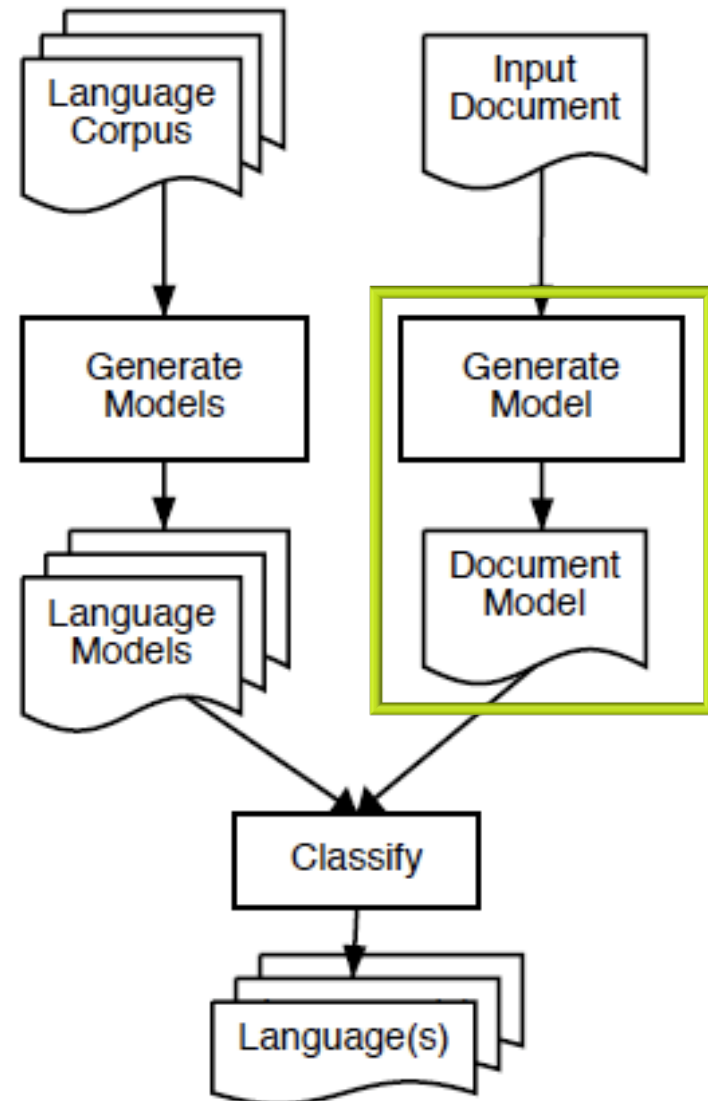 Language
Corpus
Input
Document
Generate
Models
Generate
Model
Language
Models
Document
Model
Classify
Language(s)